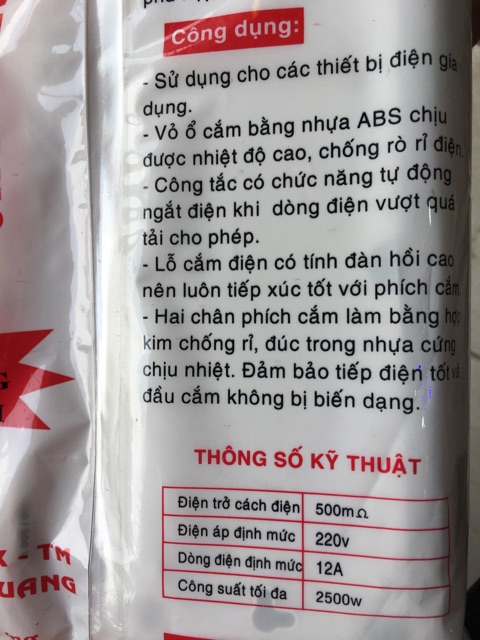 Công dụng:
- Sử dụng cho các thiết bị điện gia
dụng.
- Vỏ ổ cắm bằng nhựa ABS chịu
được nhiệt độ cao, chống rò rỉ điện.
- Công tắc có chức năng tự động
ngắt điện khi dòng điện vượt quá
tải cho phép.
- Lỗ cắm điện có tính đàn hồi cao
nên luôn tiếp xúc tốt với phích cắm
- Hai chân phích cắm làm bằng hợp
kim chống rỉ, đúc trong nhựa cứng
chịu nhiệt. Đảm bảo tiếp điện tốt và
đầu cắm không bị biến dạng.
THÔNG SỐ KỸ THUẬT
Điện trở cách điện 500mΩ
Điện áp định mức 220v
Dòng điện định mức 12A
Công suất tối đa 2500w
- TM
UANG